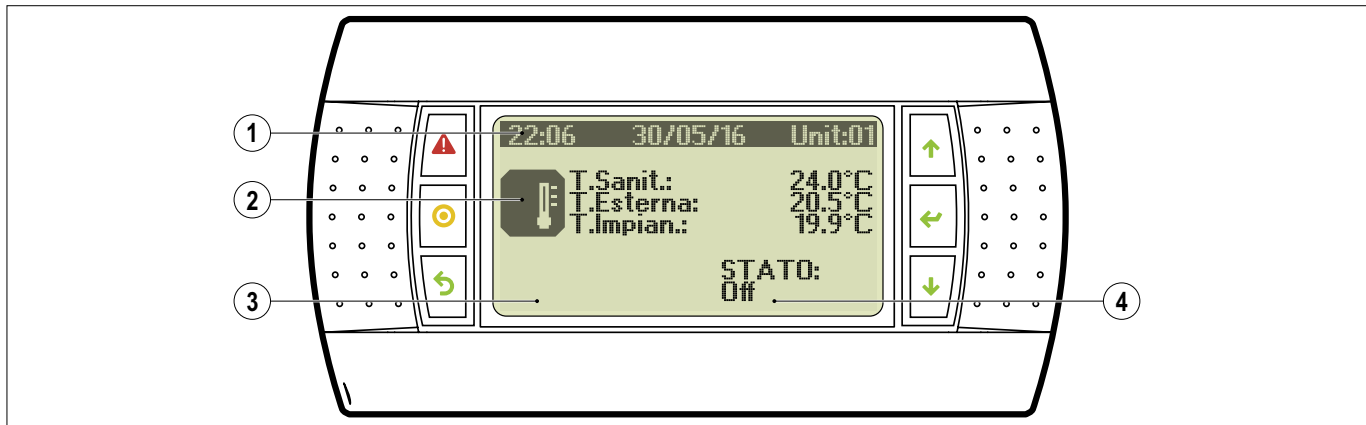 22:06 30/05/16 Unit:01
T.Sanit.: 24.0°C
T.Esterna: 20.5°C
T.Impian.: 19.9°C
STATO:
Off
1
2
3
4